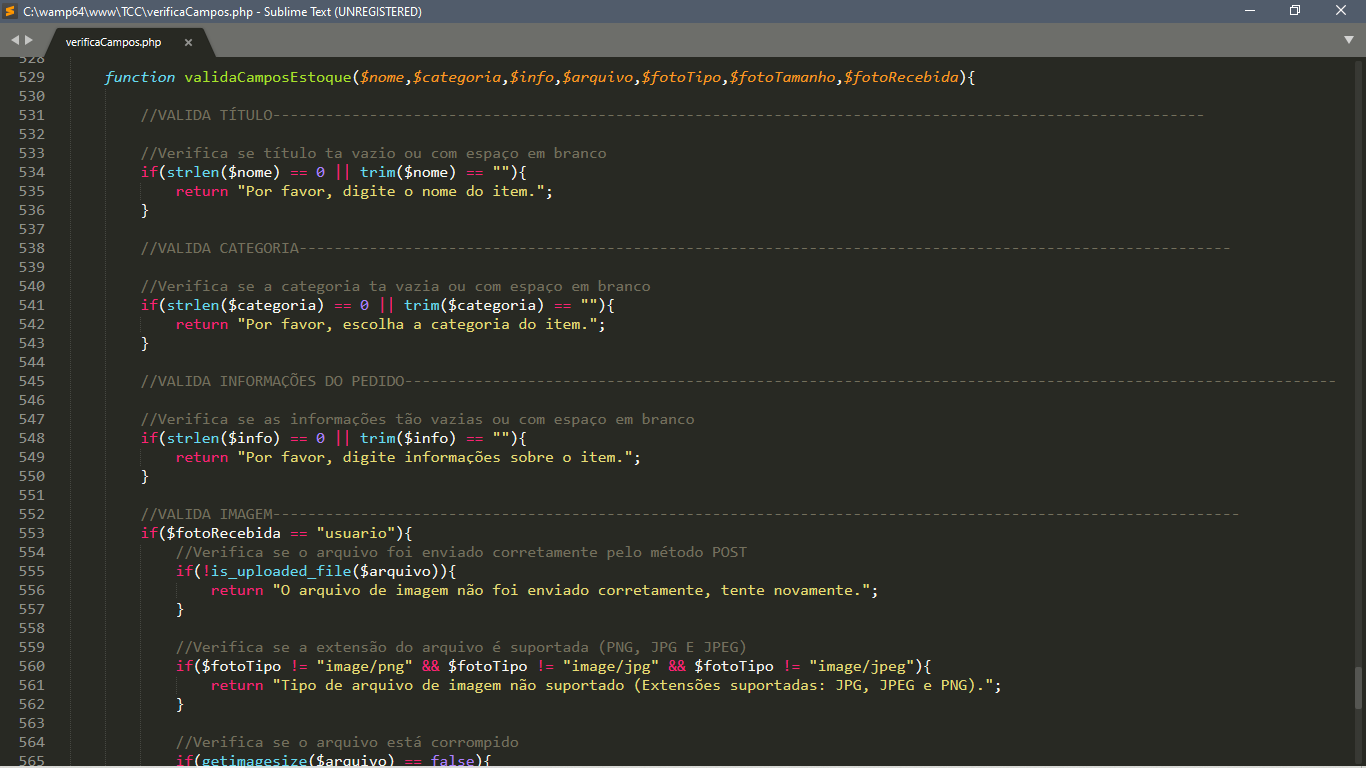 C:\wamp64\www\TCC\verificaCampos.php - Sublime Text (UNREGISTERED)
verificaCampos.php
528
529 function validaCamposEstoque($nome,$categoria,$info,$arquivo,$fotoTipo,$fotoTamanho,$fotoRecebida){
530
531 //VALIDA TÍTULO----------------------------------------------------------------------------------------------------------
532
533 //Verifica se título ta vazio ou com espaço em branco
534 if(strlen($nome) == 0 || trim($nome) == ""){
535 return "Por favor, digite o nome do item.";
536 }
537
538 //VALIDA CATEGORIA----------------------------------------------------------------------------------------------------------
539
540 //Verifica se a categoria ta vazia ou com espaço em branco
541 if(strlen($categoria) == 0 || trim($categoria) == ""){
542 return "Por favor, escolha a categoria do item.";
543 }
544
545 //VALIDA INFORMAÇÕES DO PEDIDO----------------------------------------------------------------------------------------------------------
546
547 //Verifica se as informações tão vazias ou com espaço em branco
548 if(strlen($info) == 0 || trim($info) == ""){
549 return "Por favor, digite informações sobre o item.";
550 }
551
552 //VALIDA IMAGEM--------------------------------------------------------------------------------------------------------------
553 if($fotoRecebida == "usuario"){
554 //Verifica se o arquivo foi enviado corretamente pelo método POST
555 if(!is_uploaded_file($arquivo)){
556 return "O arquivo de imagem não foi enviado corretamente, tente novamente.";
557 }
558
559 //Verifica se a extensão do arquivo é suportada (PNG, JPG E JPEG)
560 if($fotoTipo != "image/png" && $fotoTipo != "image/jpg" && $fotoTipo != "image/jpeg"){
561 return "Tipo de arquivo de imagem não suportado (Extensões suportadas: JPG, JPEG e PNG).";
562 }
563
564 //Verifica se o arquivo está corrompido
565 if(getimagesize($arquivo) == false){